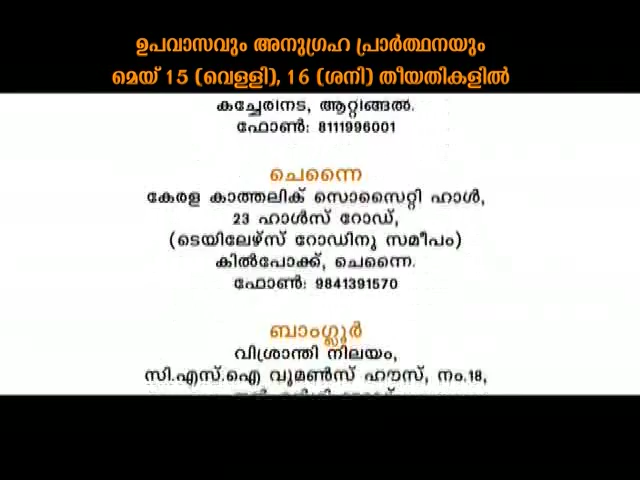 ഉപവാസവും അനുഗ്രഹ പ്രാർത്ഥനയും
മെയ് 15 (വെള്ളി), 16 (ശനി) തീയതികളിൽ
കച്ചേരിനട, ആറ്റിങ്ങൽ.
ഫോൺ: 8111996001
ചെന്നൈ
കേരള കാത്തലിക് സൊസൈറ്റി ഹാൾ,
23 ഹാൾസ് റോഡ്,
(ടെയിലേഴ്സ് റോഡിനു സമീപം)
കിൽപോക്ക്, ചെന്നൈ.
ഫോൺ: 9841391570
ബാംഗ്ലൂർ
വിശ്രാന്തി നിലയം,
സി.എസ്.ഐ വുമൺസ് ഹൗസ്, നം.18,